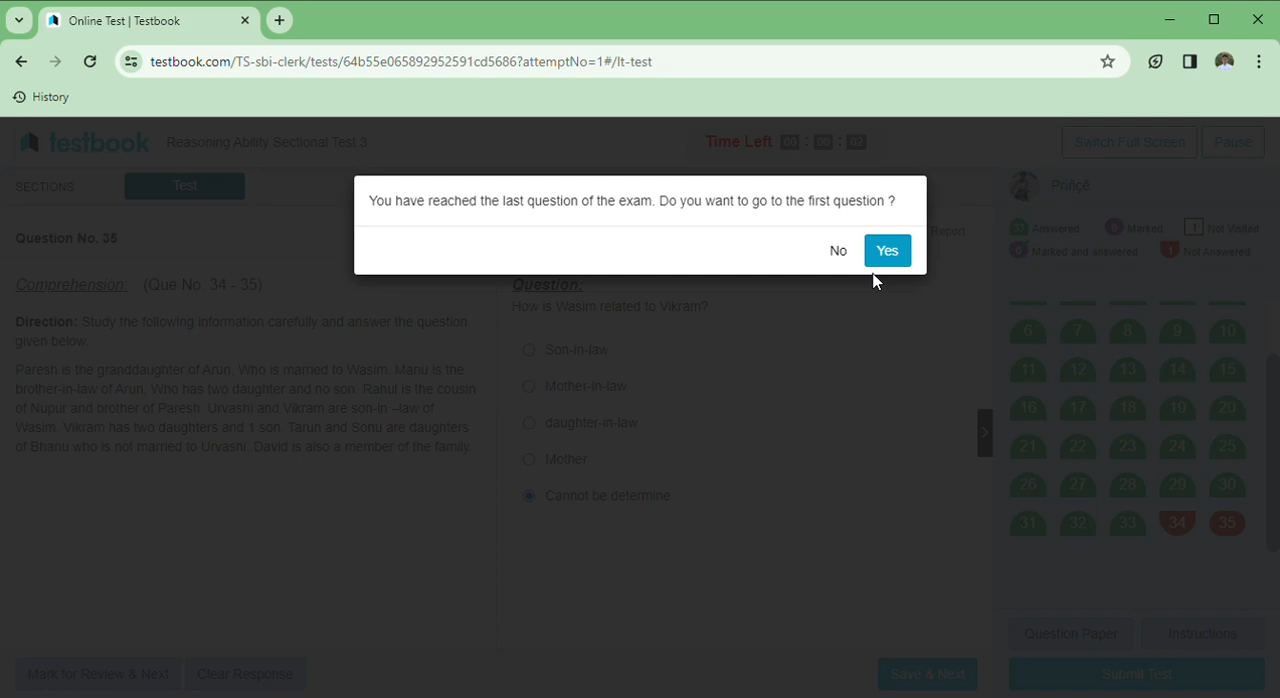 Online Test | Testbook
testbook.com/TS-sbi-clerk/tests/64b55e065892952591cd5686?attemptNo=1#/lt-test
History
testbook Reasoning Ability Sectional Test 3 Time Left 00 : 00 : 02 Switch Full Screen Pause
SECTIONS Test
You have reached the last question of the exam. Do you want to go to the first question ?
No Yes
Question No. 35
Report
33 Answered 0 Marked 1 Not Visited
0 Marked and answered 1 Not Answered
Comprehension: (Que No. 34 - 35)
Direction: Study the following information carefully and answer the question
given below.
Paresh is the granddaughter of Arun, Who is married to Wasim. Manu is the
brother-in-law of Arun, Who has two daughter and no son. Rahul is the cousin
of Nupur and brother of Paresh. Urvashi and Vikram are son-in –law of
Wasim. Vikram has two daughters and 1 son. Tarun and Sonu are daughters
of Bhanu who is not married to Urvashi. David is also a member of the family.
Question:
How is Wasim related to Vikram?
Son-in-law
Mother-in-law
daughter-in-law
Mother
Cannot be determine
6 7 8 9 10
11 12 13 14 15
16 17 18 19 20
21 22 23 24 25
26 27 28 29 30
31 32 33 34 35
Question Paper Instructions
Mark for Review & Next Clear Response Save & Next Submit Test